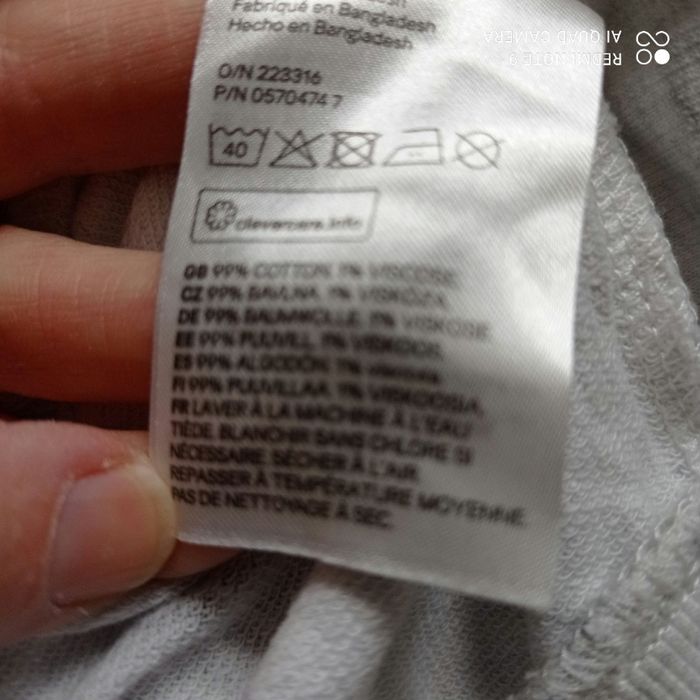 Fabriqué en Bangladesh
Hecho en Bangladesh
O/N 223316
P/N 0570474 7
40
clevercare.info
GB 99% COTTON, 1% VISCOSE
CZ 99% BAVLNA, 1% VISKÓZA
DE 99% BAUMWOLLE, 1% VISKOSE
EE 99% PUUVILL, 1% VISKOOS
ES 99% ALGODÓN, 1% viscosa
FI 99% PUUVILLAA, 1% VISKOOSIA
FR LAVER À LA MACHINE À L'EAU
TIÈDE. BLANCHIR SANS CHLORE SI
NÉCESSAIRE. SÉCHER À L'AIR.
REPASSER À TEMPÉRATURE MOYENNE.
PAS DE NETTOYAGE À SEC.
REDMI NOTE 9
AI QUAD CAMERA